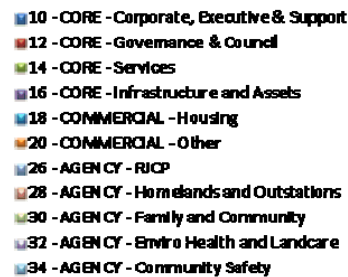 10 - CORE - Corporate, Executive & Support
12 - CORE - Governance & Council
14 - CORE - Services
16 - CORE - Infrastructure and Assets
18 - COMMERCIAL - Housing
20 - COMMERCIAL - Other
26 - AGENCY - RJCP
28 - AGENCY - Homelands and Outstations
30 - AGENCY - Family and Community
32 - AGENCY - Enviro Health and Landcare
34 - AGENCY - Community Safety